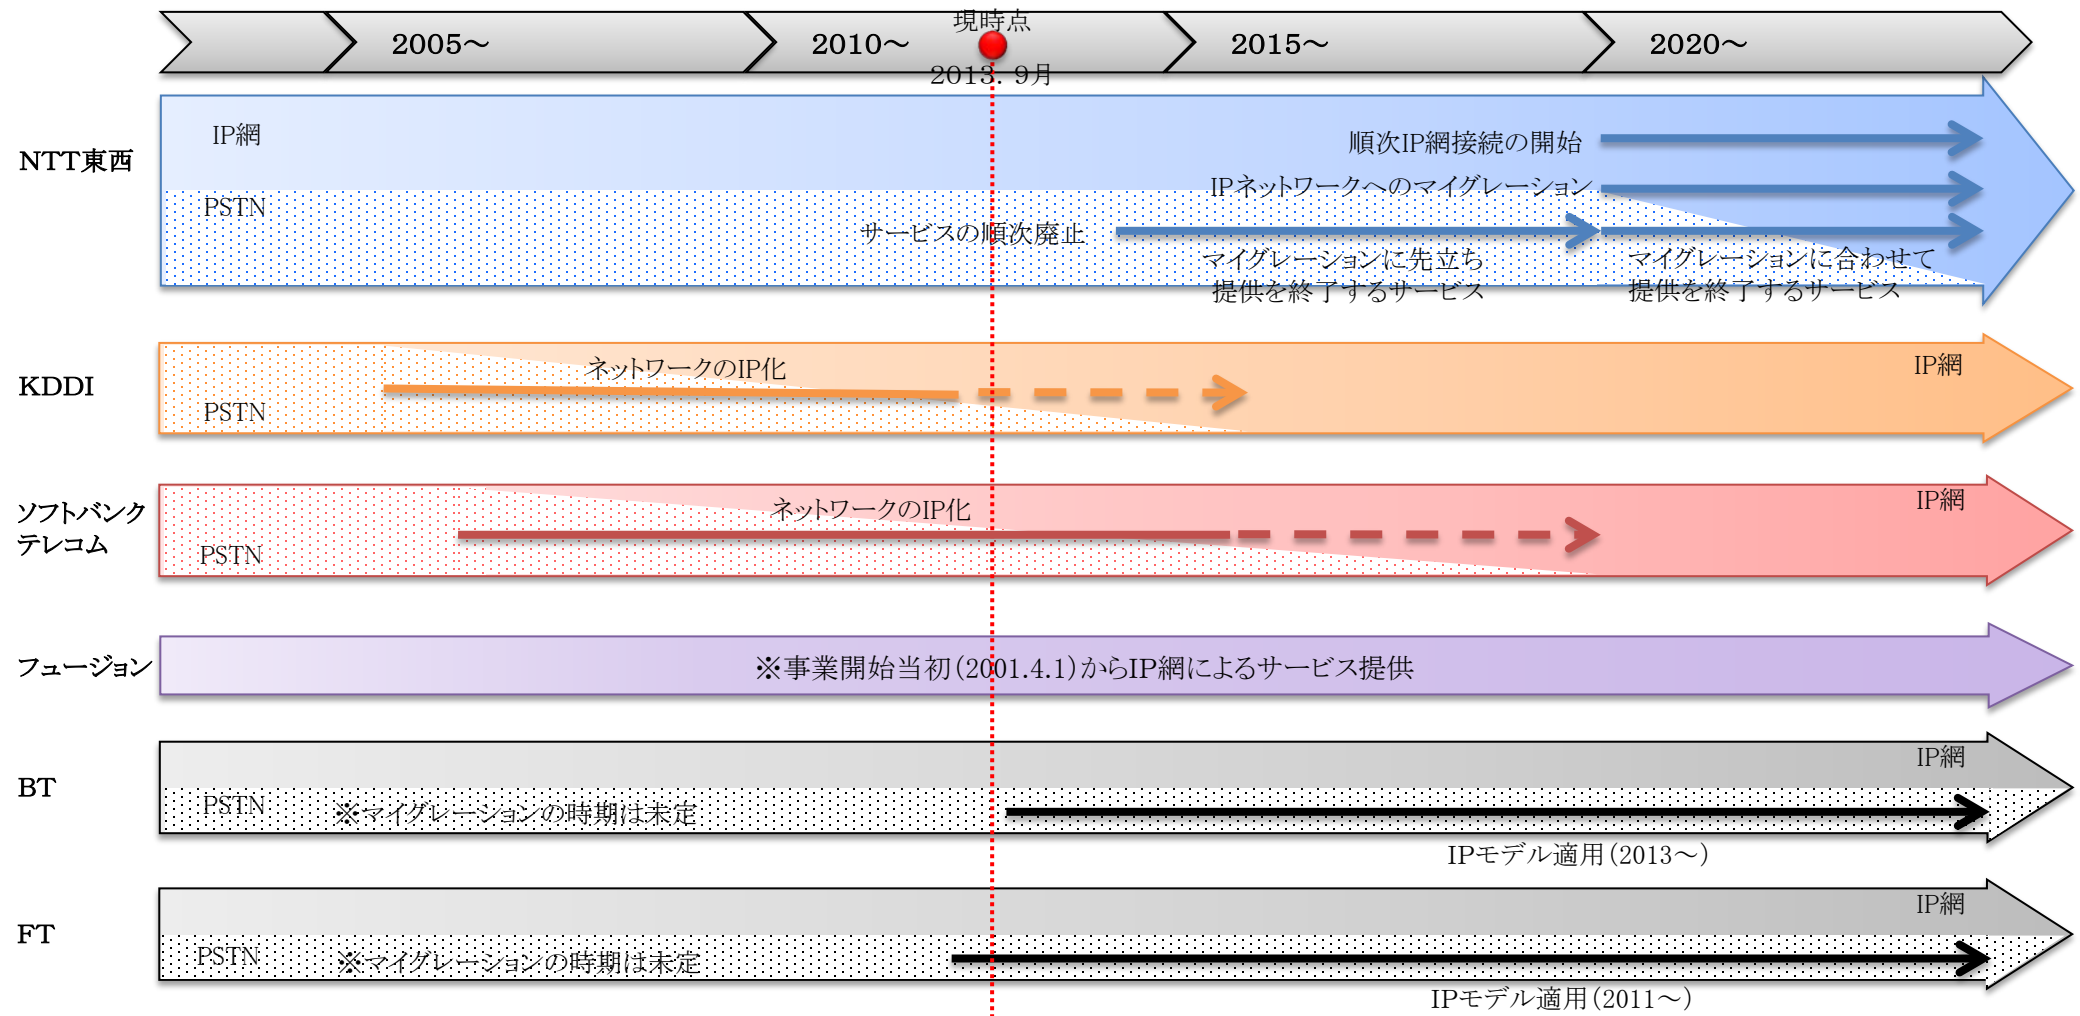 現時点
2005～
2010～
2015～
2020～
2013. 9月
NTT東西
IP網
順次IP網接続の開始
IPネットワークへのマイグレーション
PSTN
サービスの順次廃止
マイグレーションに先立ち
提供を終了するサービス
マイグレーションに合わせて
提供を終了するサービス
KDDI
ネットワークのIP化
IP網
PSTN
ソフトバンク
テレコム
ネットワークのIP化
IP網
PSTN
フュージョン
※事業開始当初(2001.4.1)からIP網によるサービス提供
BT
IP網
PSTN
※マイグレーションの時期は未定
IPモデル適用(2013～)
FT
IP網
PSTN
※マイグレーションの時期は未定
IPモデル適用(2011～)